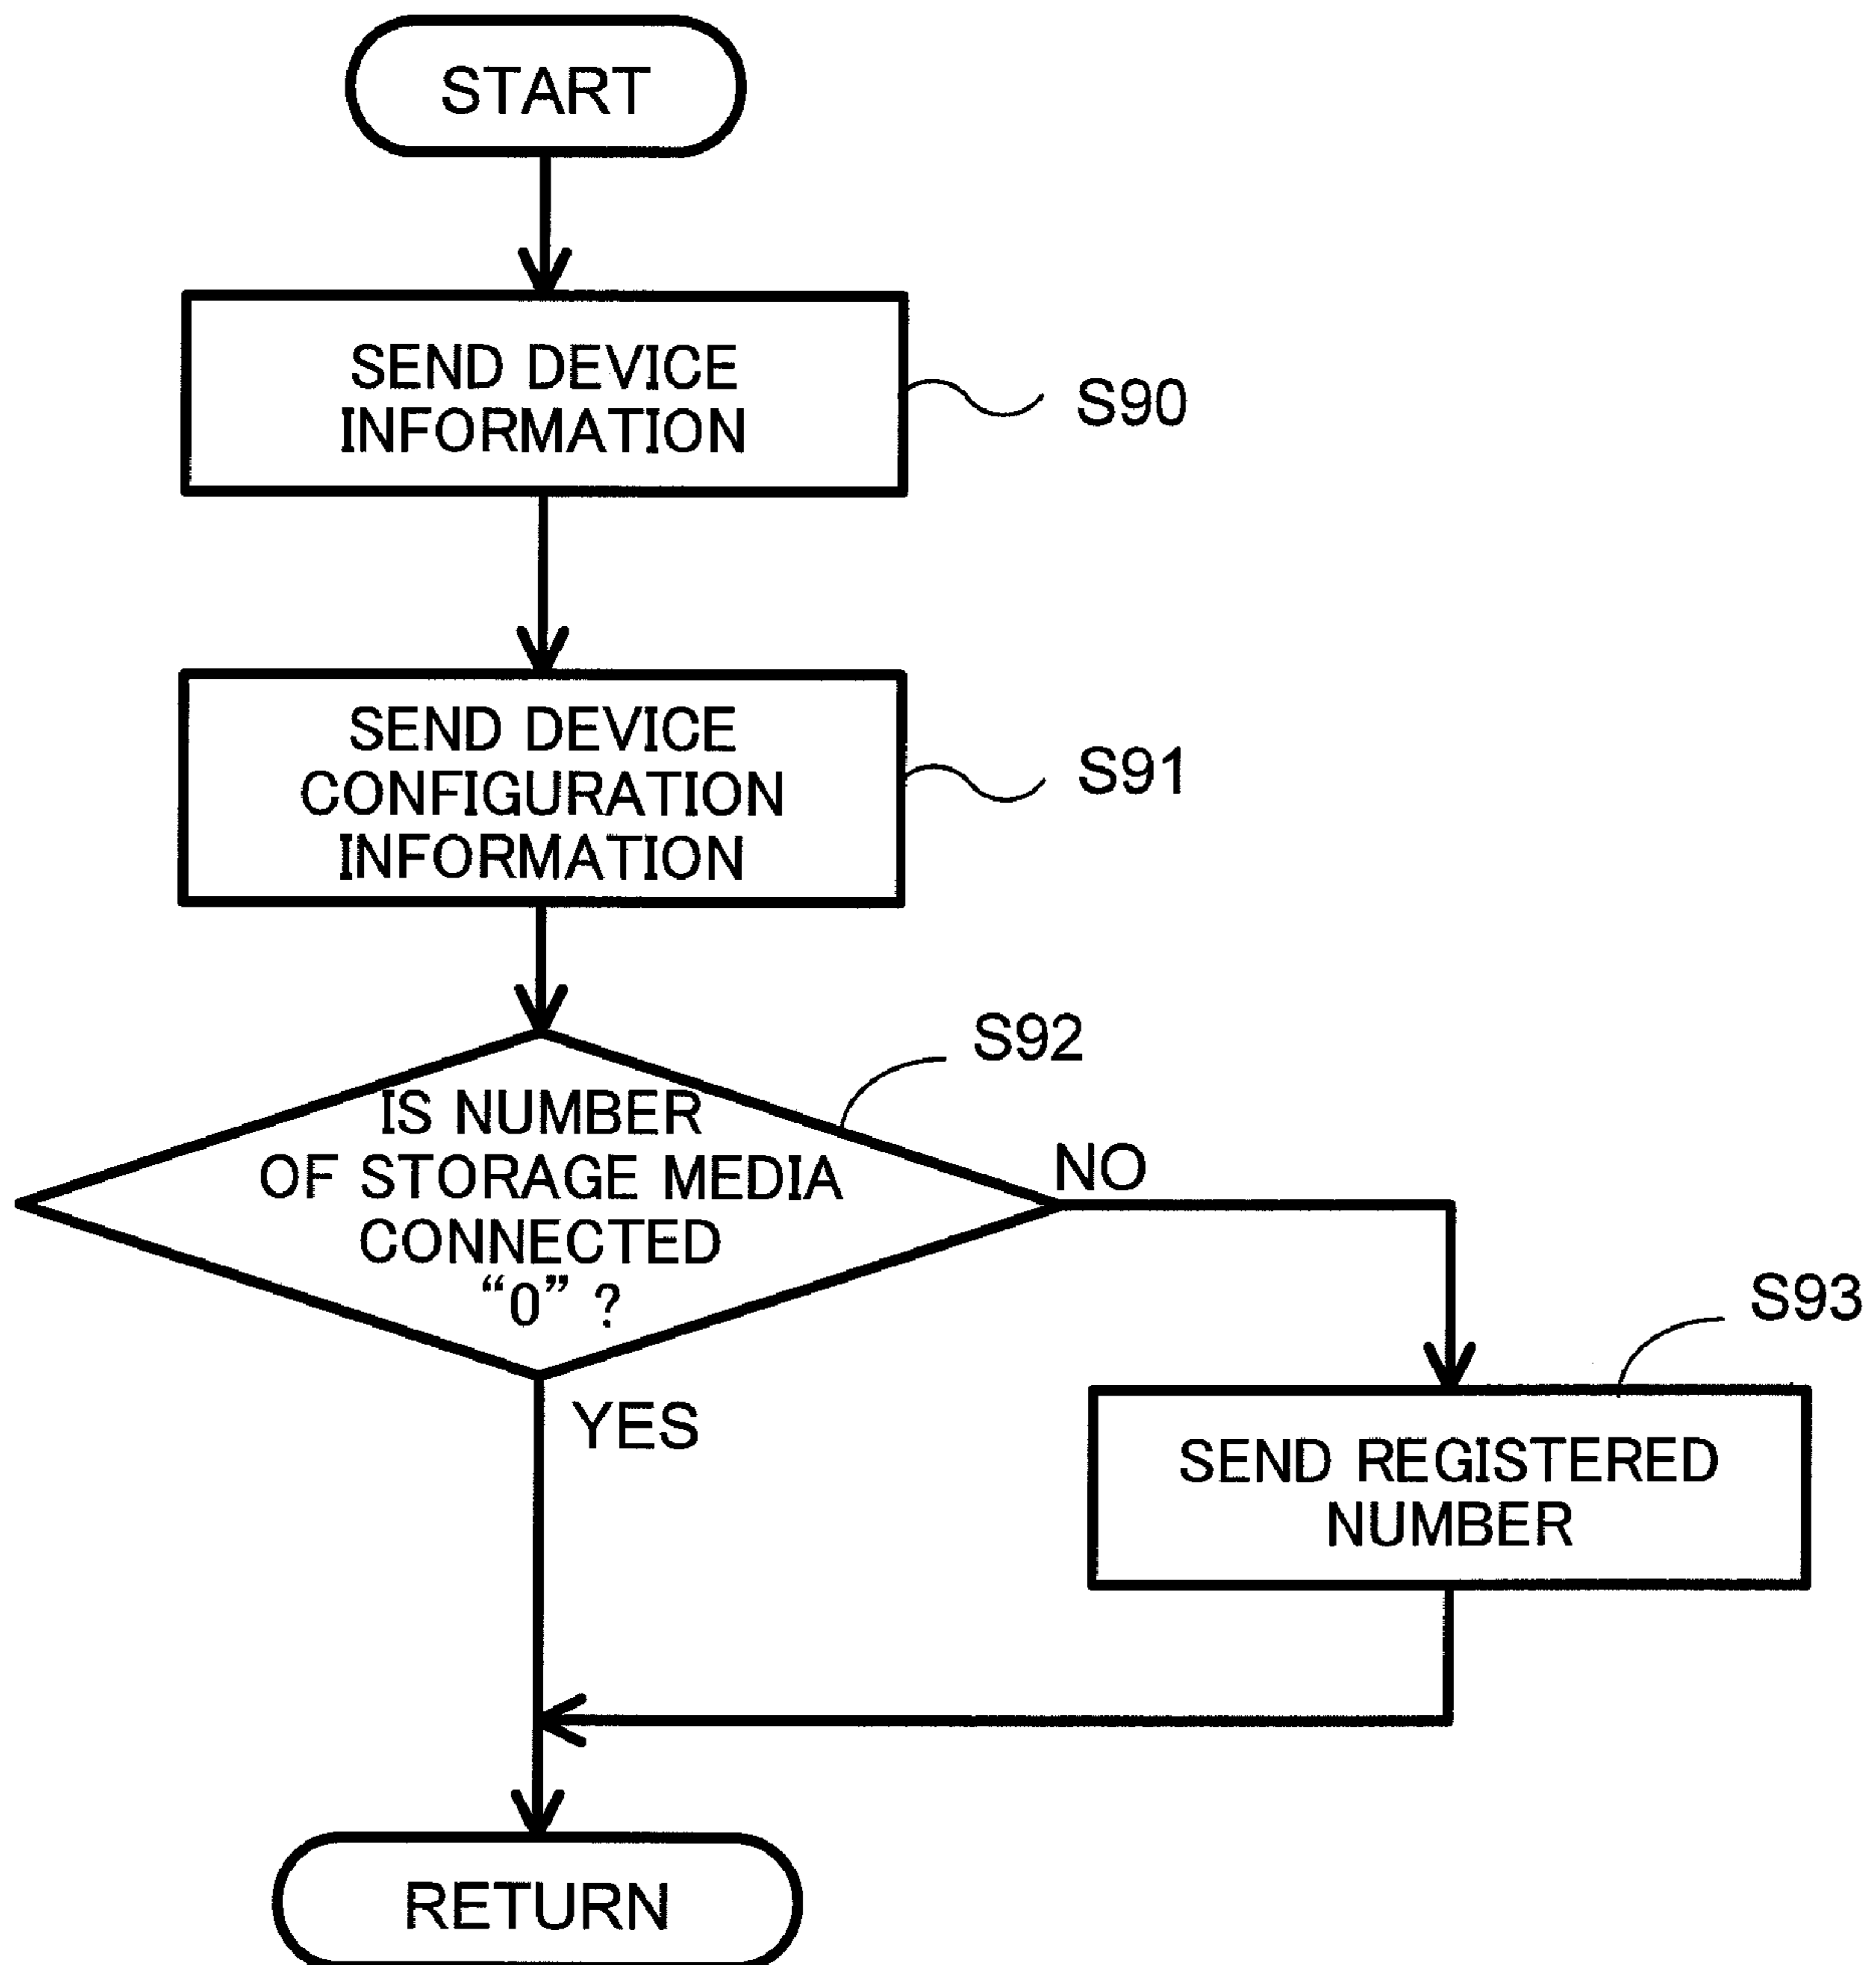 START
SEND DEVICE
INFORMATION
S90
SEND DEVICE
CONFIGURATION
INFORMATION
S91
S92
IS NUMBER
OF STORAGE MEDIA
CONNECTED
“0” ?
NO
YES
S93
SEND REGISTERED
NUMBER
RETURN